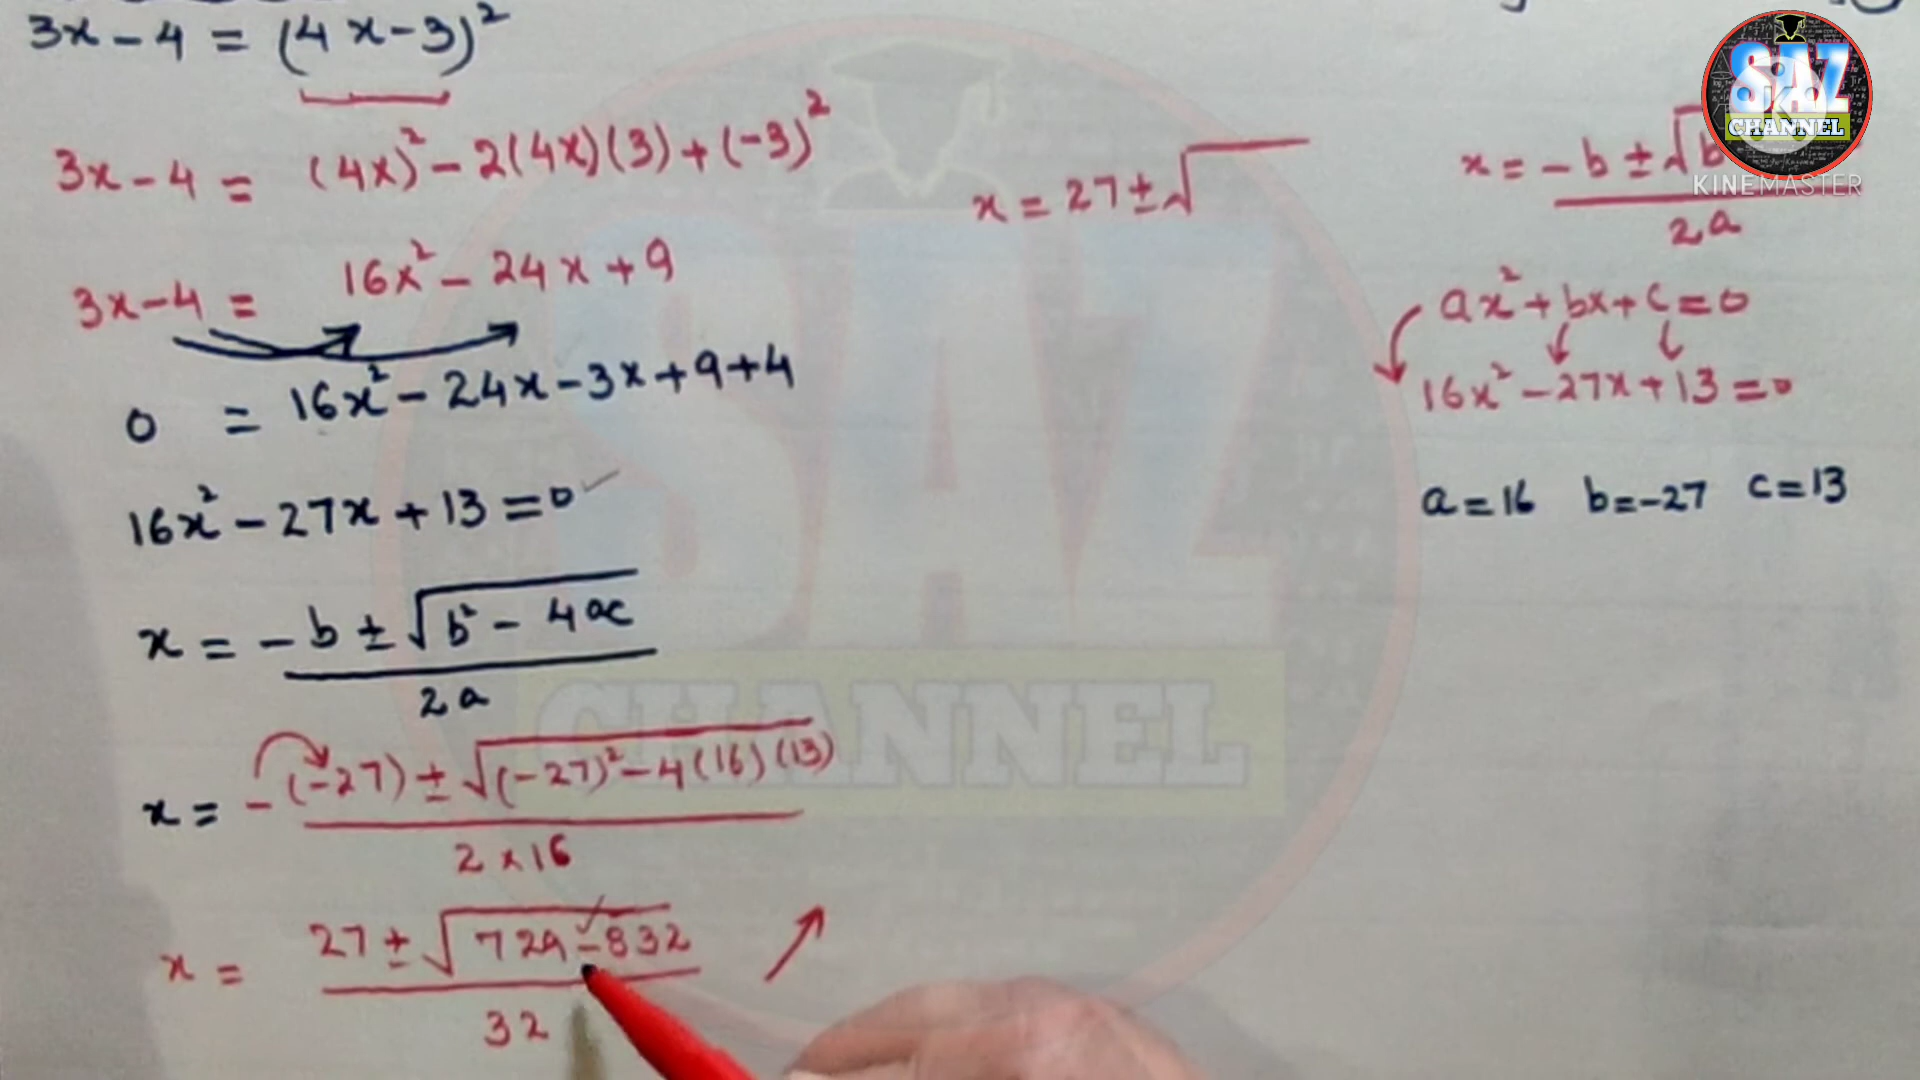 3x - 4 = (4x-3)²
3x - 4 = (4x)² - 2(4x)(3) + (-3)²
3x - 4 = 16x² - 24x + 9
0 = 16x² - 24x - 3x + 9 + 4
16x² - 27x + 13 = 0
x = -b ± √b² - 4ac
2a
x = -(-27) ± √(-27)² - 4(16)(13)
2 × 16
x = 27 ± √729 - 832
32
x = 27 ± √
x = -b ± √b
2a
ax² + bx + c = 0
16x² - 27x + 13 = 0
a = 16 b = -27 c = 13
SAZ
CHANNEL
KINEMASTER
SAZ
CHANNEL